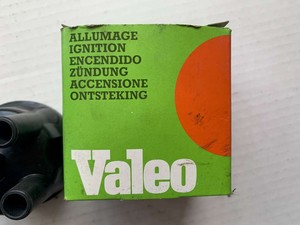 ALLUMAGE
IGNITION
ENCENDIDO
ZÜNDUNG
ACCENSIONE
ONTSTEKING
Valeo